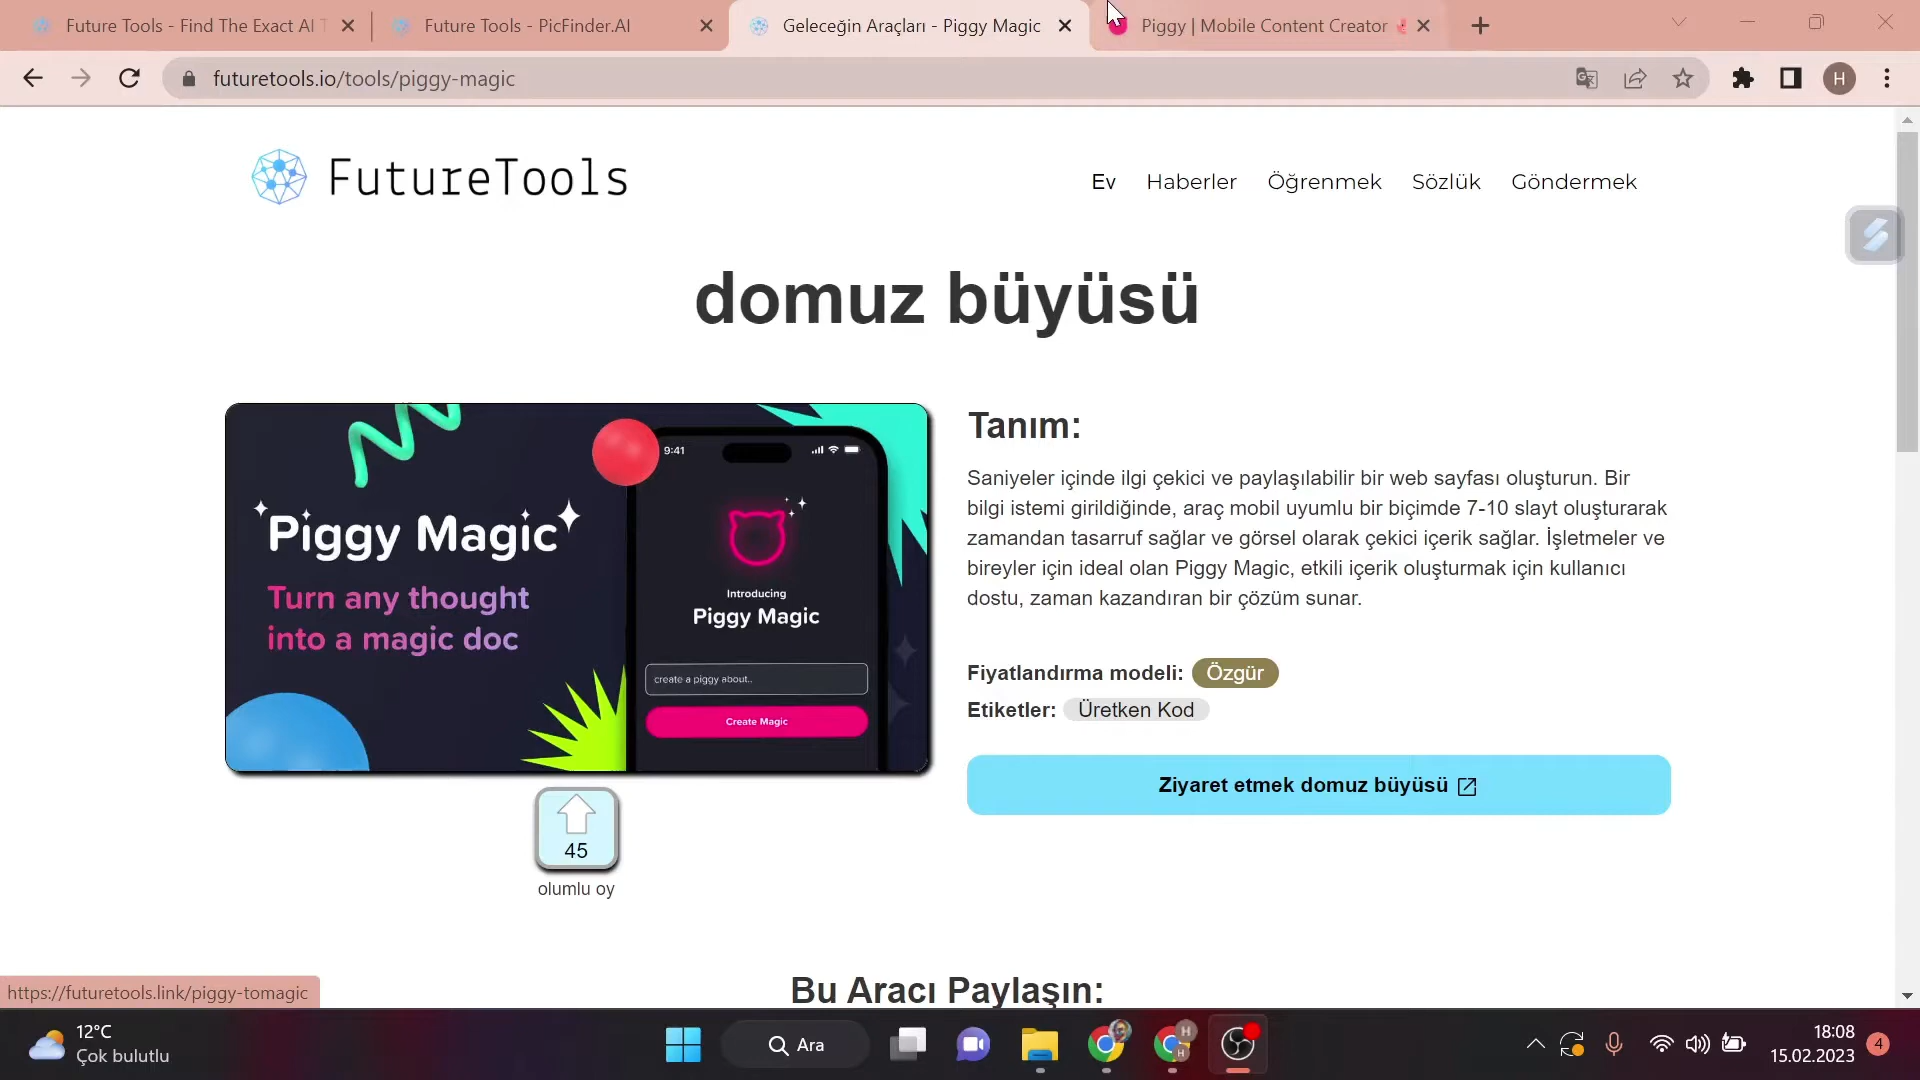 Future Tools - Find The Exact AI T
Future Tools - PicFinder.AI
Geleceğin Araçları - Piggy Magic
Piggy | Mobile Content Creator
futuretools.io/tools/piggy-magic
H
FutureTools
Ev
Haberler
Öğrenmek
Sözlük
Göndermek
domuz büyüsü
9:41
Piggy Magic
Turn any thought
into a magic doc
Introducing
Piggy Magic
create a piggy about..
Create Magic
45
olumlu oy
Tanım:
Saniyeler içinde ilgi çekici ve paylaşılabilir bir web sayfası oluşturun. Bir
bilgi istemi girildiğinde, araç mobil uyumlu bir biçimde 7-10 slayt oluşturarak
zamandan tasarruf sağlar ve görsel olarak çekici içerik sağlar. İşletmeler ve
bireyler için ideal olan Piggy Magic, etkili içerik oluşturmak için kullanıcı
dostu, zaman kazandıran bir çözüm sunar.
Fiyatlandırma modeli: Özgür
Etiketler: Üretken Kod
Ziyaret etmek domuz büyüsü
Bu Aracı Paylaşın:
https://futuretools.link/piggy-tomagic
12°C
Çok bulutlu
Ara
H
H
18:08
15.02.2023
4